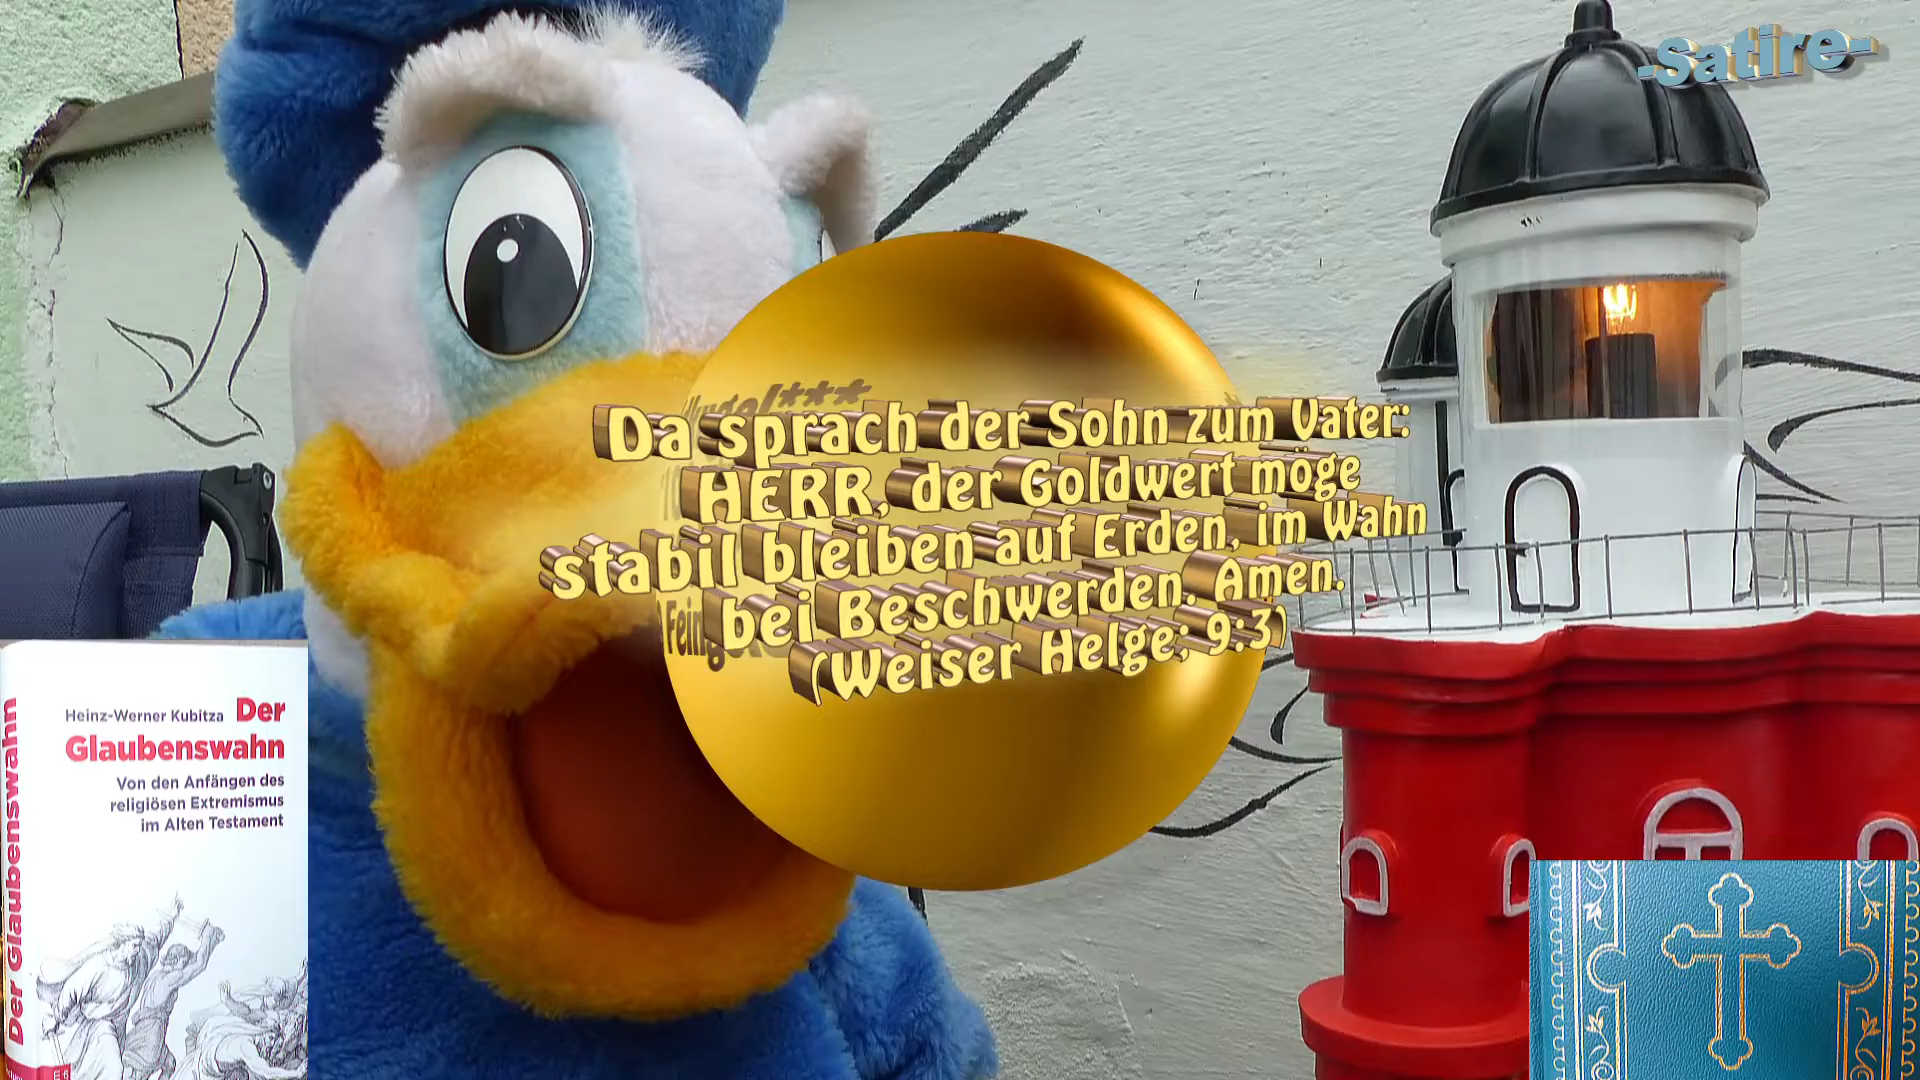 -Satire-
Da sprach der Sohn zum Vater:
HERR, der Goldwert möge
stabil bleiben auf Erden, im Wahn
bei Beschwerden. Amen.
(Weiser Helge; 9:3)
Heinz-Werner Kubitza Der
Glaubenswahn
Von den Anfängen des
religiösen Extremismus
im Alten Testament
Der Glaubenswahn